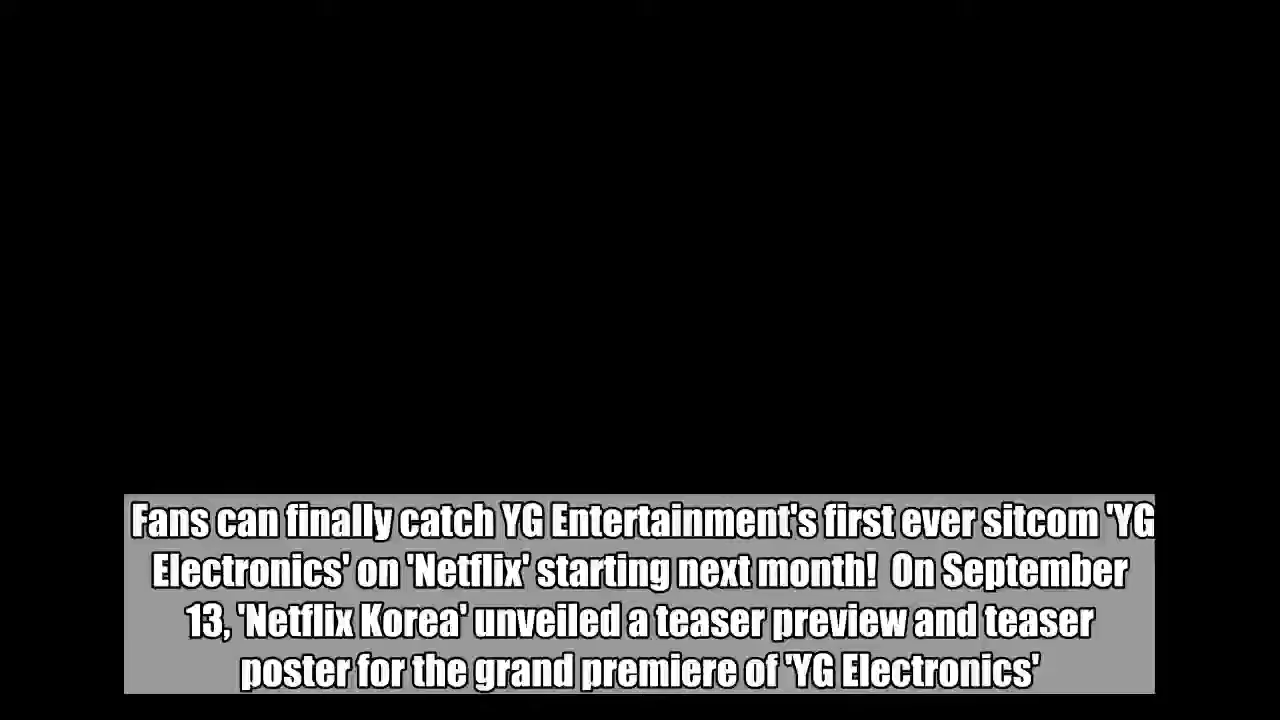 Fans can finally catch YG Entertainment's first ever sitcom 'YG
Electronics' on 'Netflix' starting next month!  On September
13, 'Netflix Korea' unveiled a teaser preview and teaser
poster for the grand premiere of 'YG Electronics'